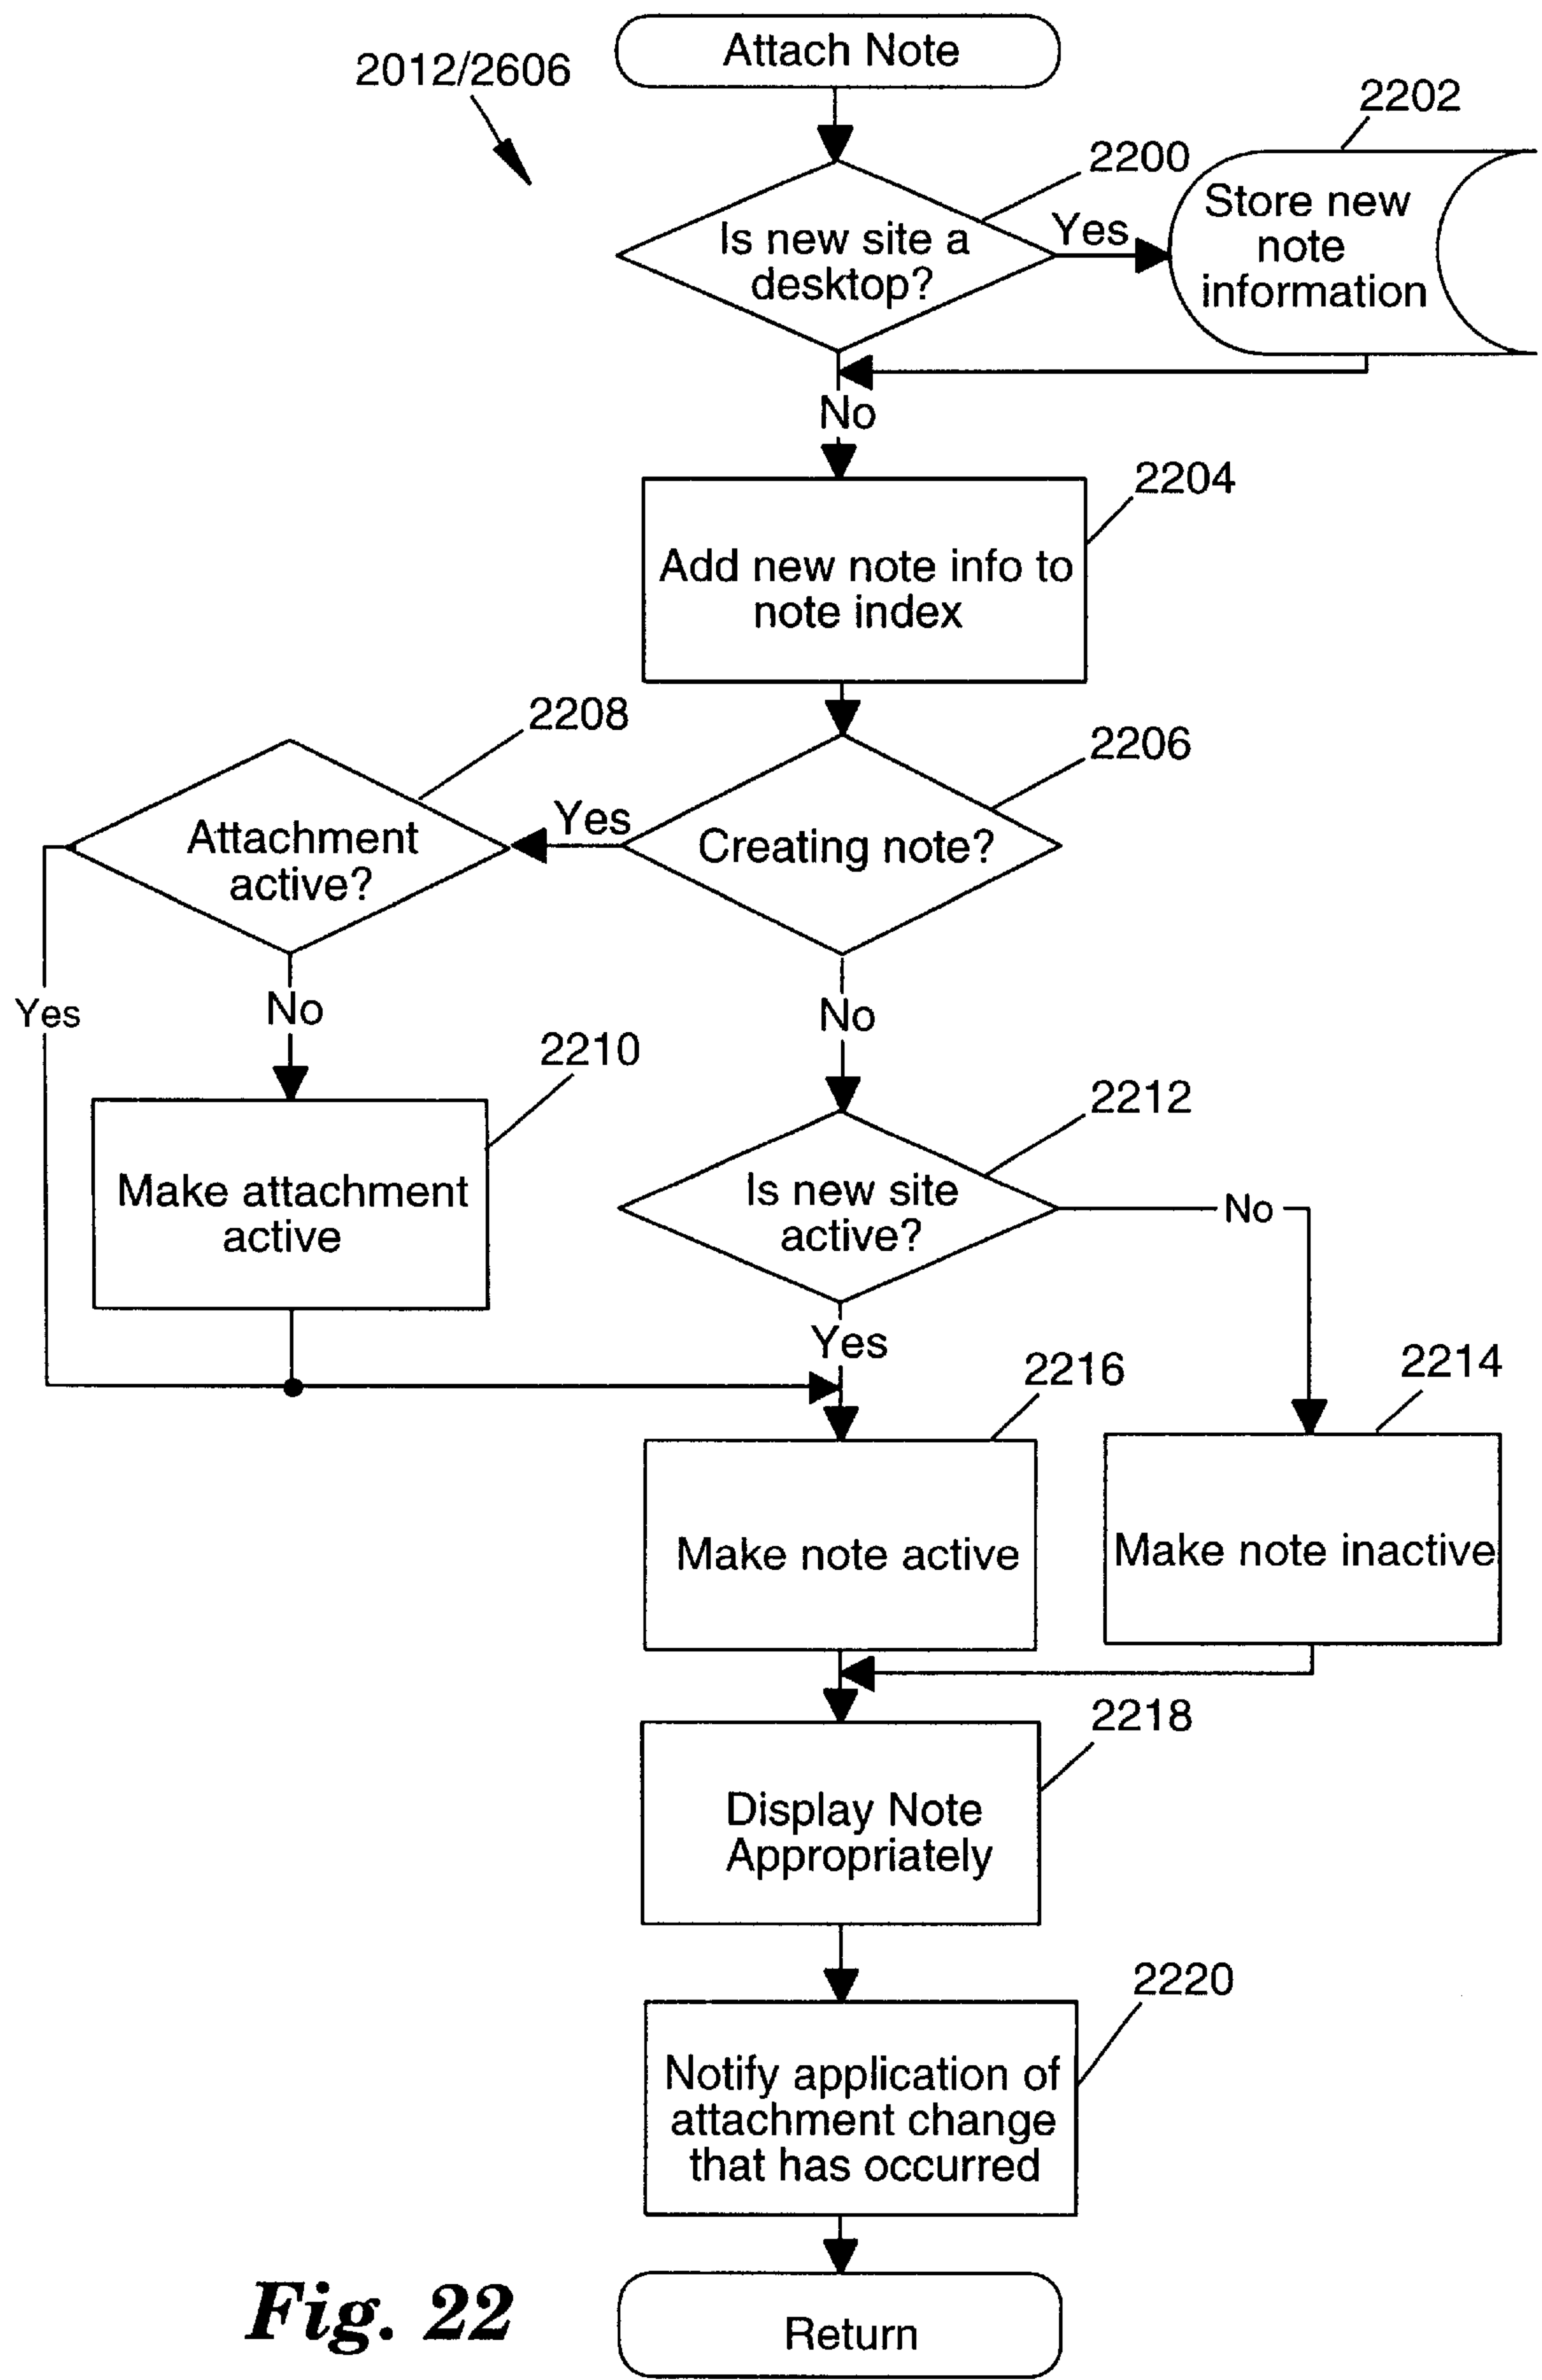 Attach Note
2012/2606
2202
2200
Store new
note
information
Is new site a
desktop?
Yes
No
2204
Add new note info to
note index
2208
2206
Attachment
active?
Yes
Creating note?
Yes
No
No
2210
2212
Make attachment
active
Is new site
active?
No
Yes
2216
2214
Make note active
Make note inactive
2218
Display Note
Appropriately
2220
Notify application of
attachment change
that has occurred
Fig. 22
Return